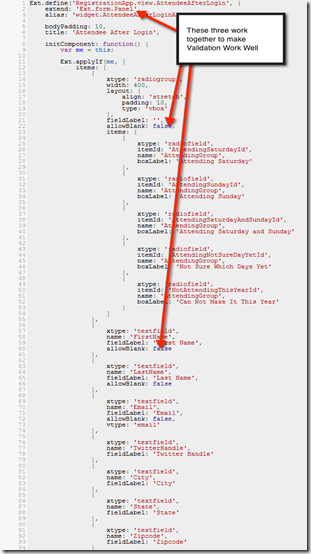 Ext.define('RegistrationApp.view.AttendeeAfterLogin', {
extend: 'Ext.form.Panel',
alias: 'widget.AttendeeAfterLogin
bodyPadding: 10,
title: 'Attendee After Login',
initComponent: function() {
var me = this;
These three work
together to make
Validation Work Well
Ext.applyIf(me, {
items: [
{
xtype: 'radiogroup',
width: 400,
layout: {
align: 'stretch',
padding: 10,
type: 'vbox'
},
fieldLabel: '',
allowBlank: false,
items: [
{
xtype: 'radiofield',
itemId: 'AttendingSaturdayId',
name: 'AttendingGroup',
boxLabel: 'Attending Saturday'
},
{
xtype: 'radiofield',
itemId: 'AttendingSundayId',
name: 'AttendingGroup',
boxLabel: 'Attending Sunday'
},
{
xtype: 'radiofield',
itemId: 'AttendingSaturdayAndSundayId',
name: 'AttendingGroup',
boxLabel: 'Attending Saturday and Sunday'
},
{
xtype: 'radiofield',
itemId: 'AttendingNotSureDayYetId',
name: 'AttendingGroup',
boxLabel: 'Not Sure Which Days Yet'
},
{
xtype: 'radiofield',
itemId: 'NotAttendingThisYearId',
name: 'AttendingGroup',
boxLabel: 'Can Not Make It This Year'
}
]
},
{
xtype: 'textfield',
name: 'FirstName',
fieldLabel: 'First Name',
allowBlank: false
},
{
xtype: 'textfield',
name: 'LastName',
fieldLabel: 'Last Name',
allowBlank: false
},
{
xtype: 'textfield',
name: 'Email',
fieldLabel: 'Email',
allowBlank: false,
vtype: 'email'
},
{
xtype: 'textfield',
name: 'TwitterHandle',
fieldLabel: 'Twitter Handle'
},
{
xtype: 'textfield',
name: 'City',
fieldLabel: 'City'
},
{
xtype: 'textfield',
name: 'State',
fieldLabel: 'State'
},
{
xtype: 'textfield',
name: 'Zipcode',
fieldLabel: 'Zipcode'